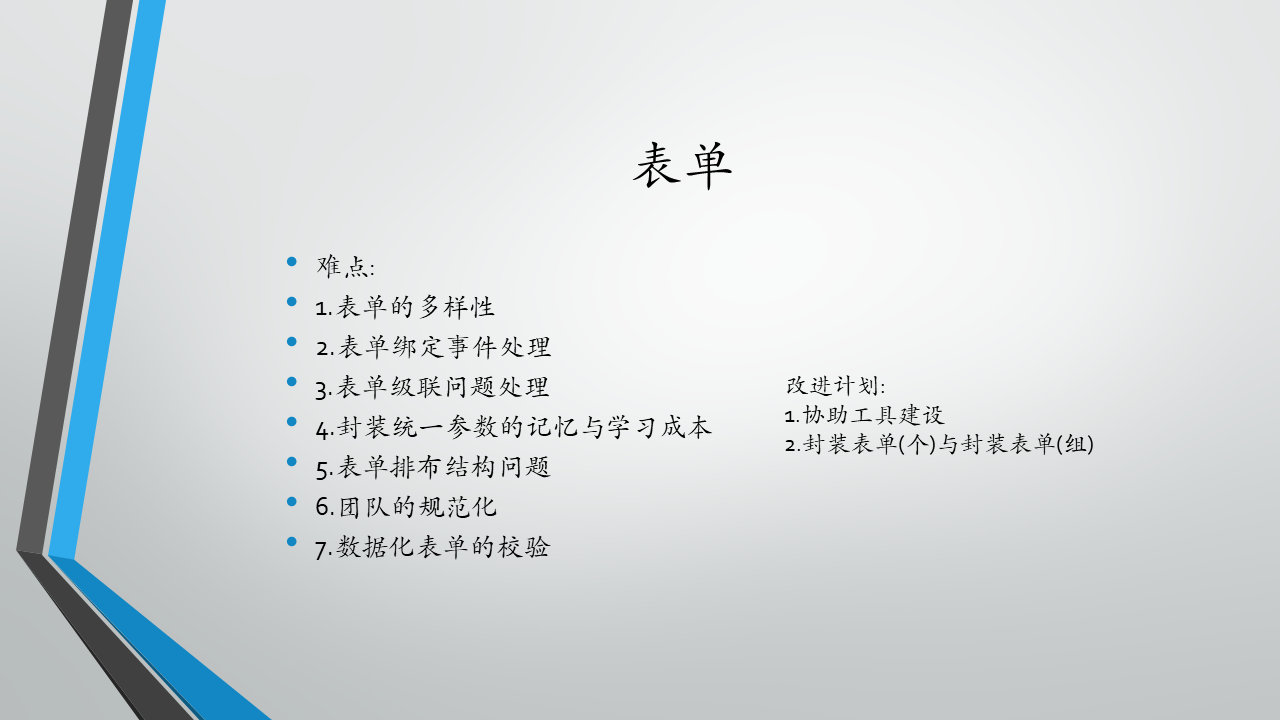 表单
难点:
1.表单的多样性
2.表单绑定事件处理
3.表单级联问题处理
4.封装统一参数的记忆与学习成本
5.表单排布结构问题
6.团队的规范化
7.数据化表单的校验
改进计划:
1.协助工具建设
2.封装表单(个)与封装表单(组)